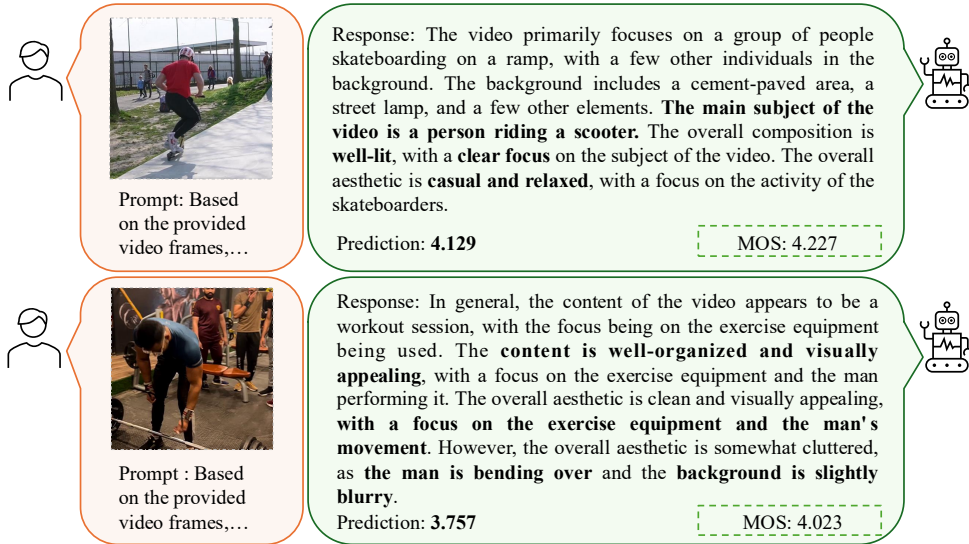 Prompt: Based
on the provided
video frames,…
Response: The video primarily focuses on a group of people
skateboarding on a ramp, with a few other individuals in the
background. The background includes a cement-paved area, a
street lamp, and a few other elements. The main subject of the
video is a person riding a scooter. The overall composition is
well-lit, with a clear focus on the subject of the video. The overall
aesthetic is casual and relaxed, with a focus on the activity of the
skateboarders.
Prediction: 4.129
MOS: 4.227
Prompt : Based
on the provided
video frames,…
Response: In general, the content of the video appears to be a
workout session, with the focus being on the exercise equipment
being used. The content is well-organized and visually
appealing, with a focus on the exercise equipment and the man
performing it. The overall aesthetic is clean and visually appealing,
with a focus on the exercise equipment and the man's
movement. However, the overall aesthetic is somewhat cluttered,
as the man is bending over and the background is slightly
blurry.
Prediction: 3.757
MOS: 4.023